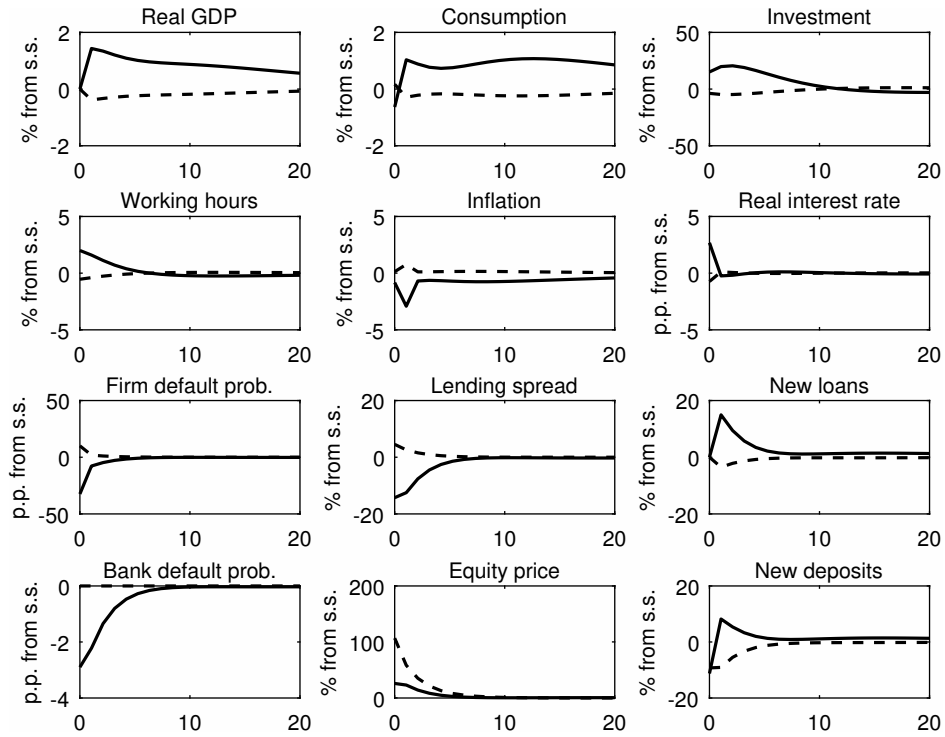 Real GDP
% from s.s.
2
0
-2
0 10 20
Consumption
% from s.s.
2
0
-2
0 10 20
Investment
% from s.s.
50
0
-50
0 10 20
Working hours
% from s.s.
5
0
-5
0 10 20
Inflation
% from s.s.
5
0
-5
0 10 20
Real interest rate
p.p. from s.s.
5
0
-5
0 10 20
Firm default prob.
p.p. from s.s.
50
0
-50
0 10 20
Lending spread
% from s.s.
20
0
-20
0 10 20
New loans
% from s.s.
20
0
-20
0 10 20
Bank default prob.
p.p. from s.s.
0
-2
-4
0 10 20
Equity price
% from s.s.
200
100
0
0 10 20
New deposits
% from s.s.
20
0
-20
0 10 20